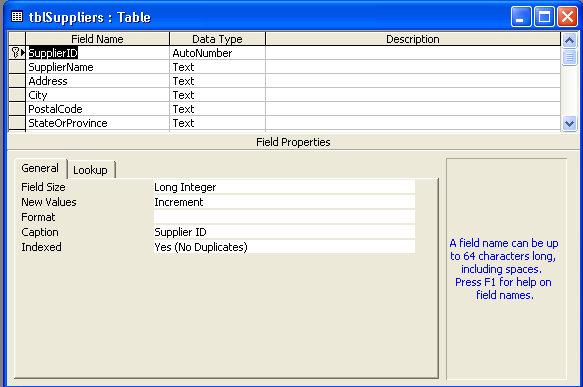 tblSuppliers : Table
Field Name Data Type Description
SupplierID AutoNumber
SupplierName Text
Address Text
City Text
PostalCode Text
StateOrProvince Text
Field Properties
General Lookup
Field Size Long Integer
New Values Increment
Format
Caption Supplier ID
Indexed Yes (No Duplicates)
A field name can be up
to 64 characters long,
including spaces.
Press F1 for help on
field names.